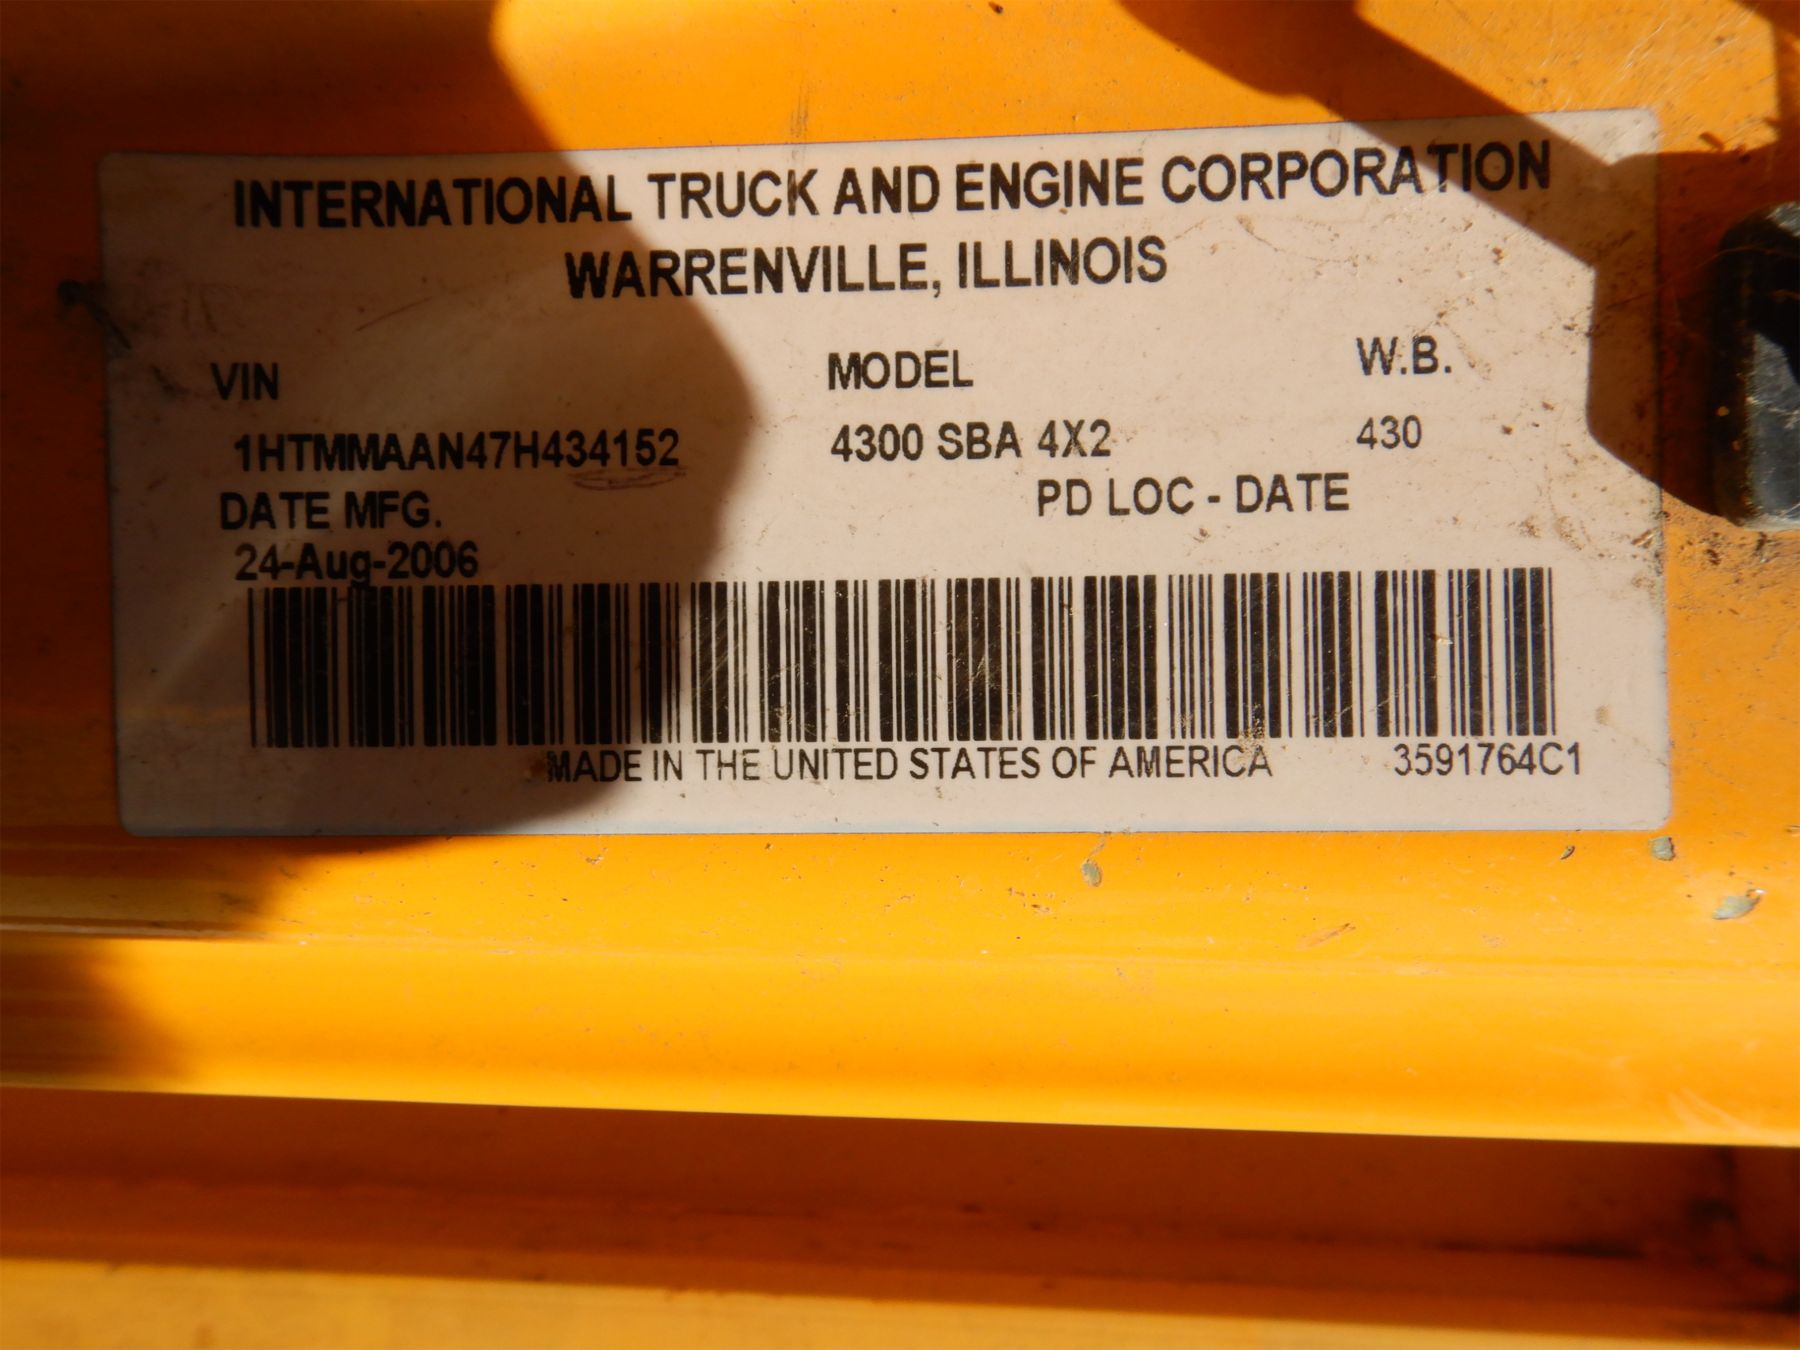 INTERNATIONAL TRUCK AND ENGINE CORPORATION
WARRENVILLE, ILLINOIS
VIN MODEL W.B.
1HTMMAAN47H434152 4300 SBA 4X2 430
DATE MFG. PD LOC - DATE
24-Aug-2006
MADE IN THE UNITED STATES OF AMERICA 3591764C1